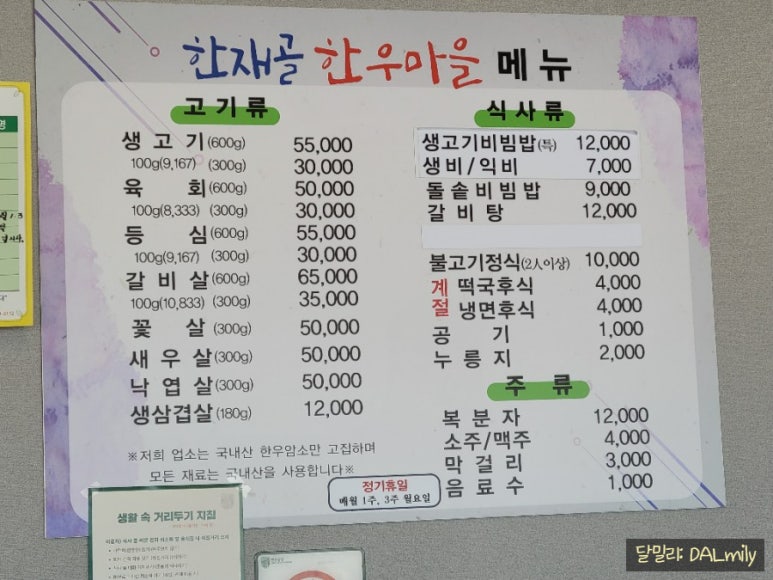 한재골 한우마을 메뉴
고기류
생고기(600g) 55,000
100g(9,167) (300g) 30,000
육회(600g) 50,000
100g(8,333) (300g) 30,000
등심(600g) 55,000
100g(9,167) (300g) 30,000
갈비살(600g) 65,000
100g(10,833) (300g) 35,000
꽃살(300g) 50,000
새우살(300g) 50,000
낙엽살(300g) 50,000
생삼겹살(180g) 12,000
※저희 업소는 국내산 한우암소만 고집하며
모든 재료는 국내산을 사용합니다※
식사류
생고기비빔밥(특) 12,000
생비/익비 7,000
돌솥비빔밥 9,000
갈비탕 12,000
불고기정식(2人이상) 10,000
계절 떡국후식 4,000
냉면후식 4,000
공기 1,000
누룽지 2,000
주류
복분자 12,000
소주/맥주 4,000
막걸리 3,000
음료수 1,000
정기휴일
매월 1주, 3주 월요일
생활 속 거리두기 지침
달밀랴: DALmily